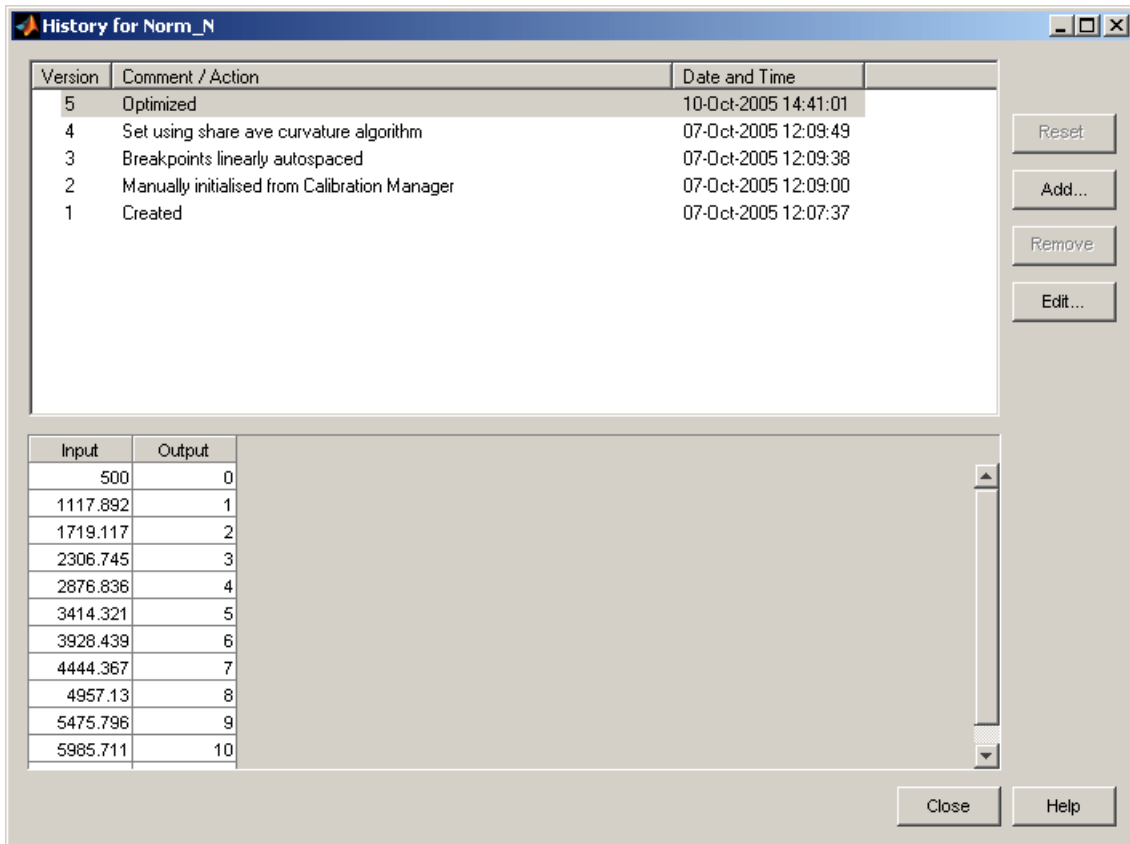 History for Norm_N
Version Comment / Action Date and Time
5 Optimized 10-Oct-2005 14:41:01
4 Set using share ave curvature algorithm 07-Oct-2005 12:09:49
3 Breakpoints linearly autospaced 07-Oct-2005 12:09:38
2 Manually initialised from Calibration Manager 07-Oct-2005 12:09:00
1 Created 07-Oct-2005 12:07:37
Reset
Add...
Remove
Edit...
Input Output
500 0
1117.892 1
1719.117 2
2306.745 3
2876.836 4
3414.321 5
3928.439 6
4444.367 7
4957.13 8
5475.796 9
5985.711 10
Close Help